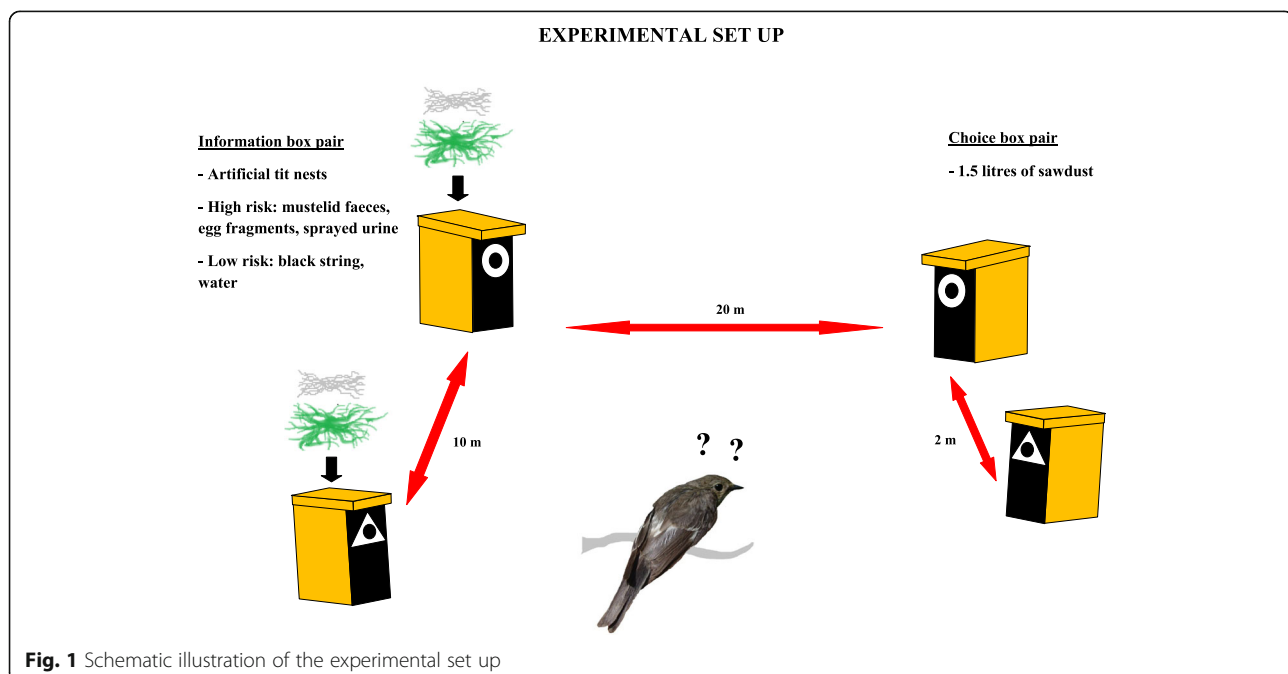 EXPERIMENTAL SET UP
Information box pair
- Artificial tit nests
- High risk: mustelid faeces,
egg fragments, sprayed urine
- Low risk: black string,
water
Choice box pair
- 1.5 litres of sawdust
20 m
10 m
2 m
? ?
Fig. 1 Schematic illustration of the experimental set up